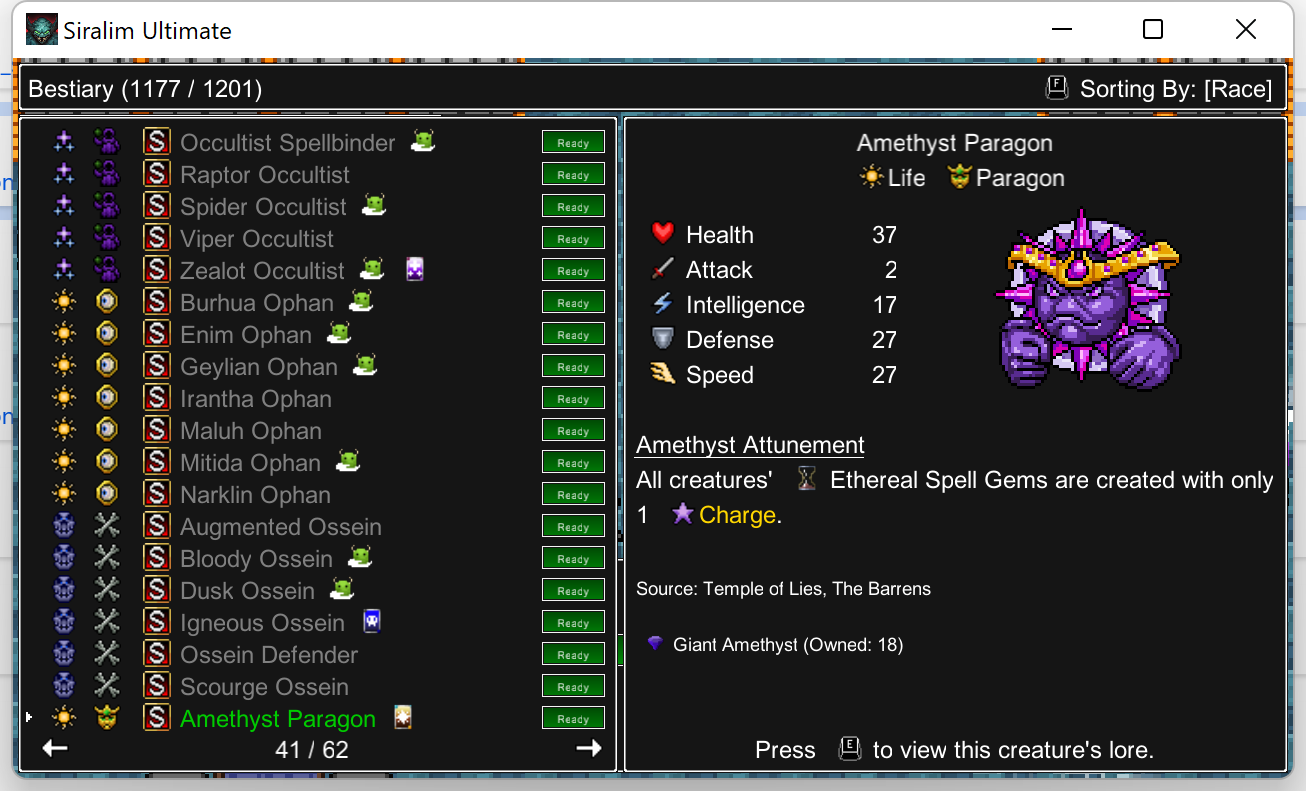 Siralim Ultimate
Bestiary (1177 / 1201)
F Sorting By: [Race]
S Occultist Spellbinder Ready
S Raptor Occultist Ready
S Spider Occultist Ready
S Viper Occultist Ready
S Zealot Occultist Ready
S Burhua Ophan Ready
S Enim Ophan Ready
S Geylian Ophan Ready
S Irantha Ophan Ready
S Maluh Ophan Ready
S Mitida Ophan Ready
S Narklin Ophan Ready
S Augmented Ossein Ready
S Bloody Ossein Ready
S Dusk Ossein Ready
S Igneous Ossein Ready
S Ossein Defender Ready
S Scourge Ossein Ready
S Amethyst Paragon Ready
41 / 62
Amethyst Paragon
Life Paragon
Health 37
Attack 2
Intelligence 17
Defense 27
Speed 27
Amethyst Attunement
All creatures' Ethereal Spell Gems are created with only
1 Charge.
Source: Temple of Lies, The Barrens
Giant Amethyst (Owned: 18)
Press E to view this creature's lore.